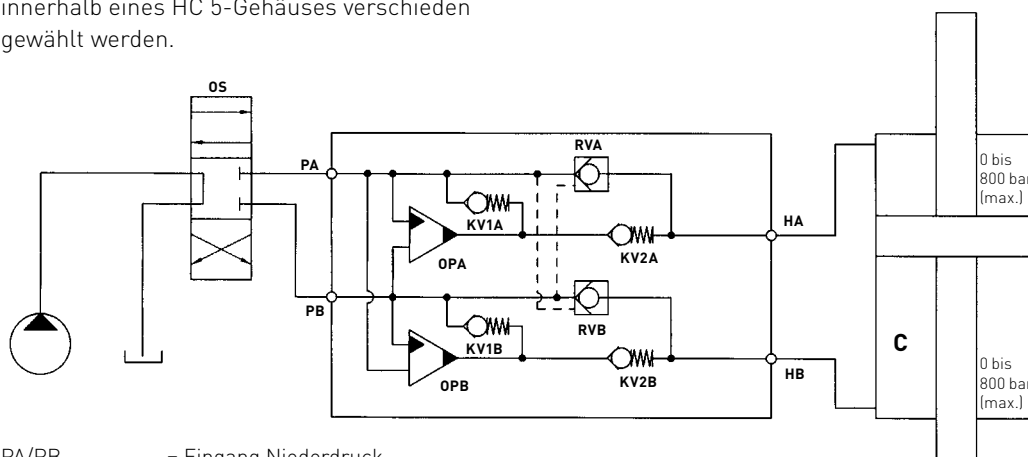 innerhalb eines HC 5-Gehäuses verschieden
gewählt werden.
OS
PA
RVA
KV1A
OPA
KV2A
HA
0 bis
800 bar
(max.)
PB
RVB
KV1B
OPB
KV2B
HB
C
0 bis
800 bar
(max.)
PA/PB = Eingang Niederdruck